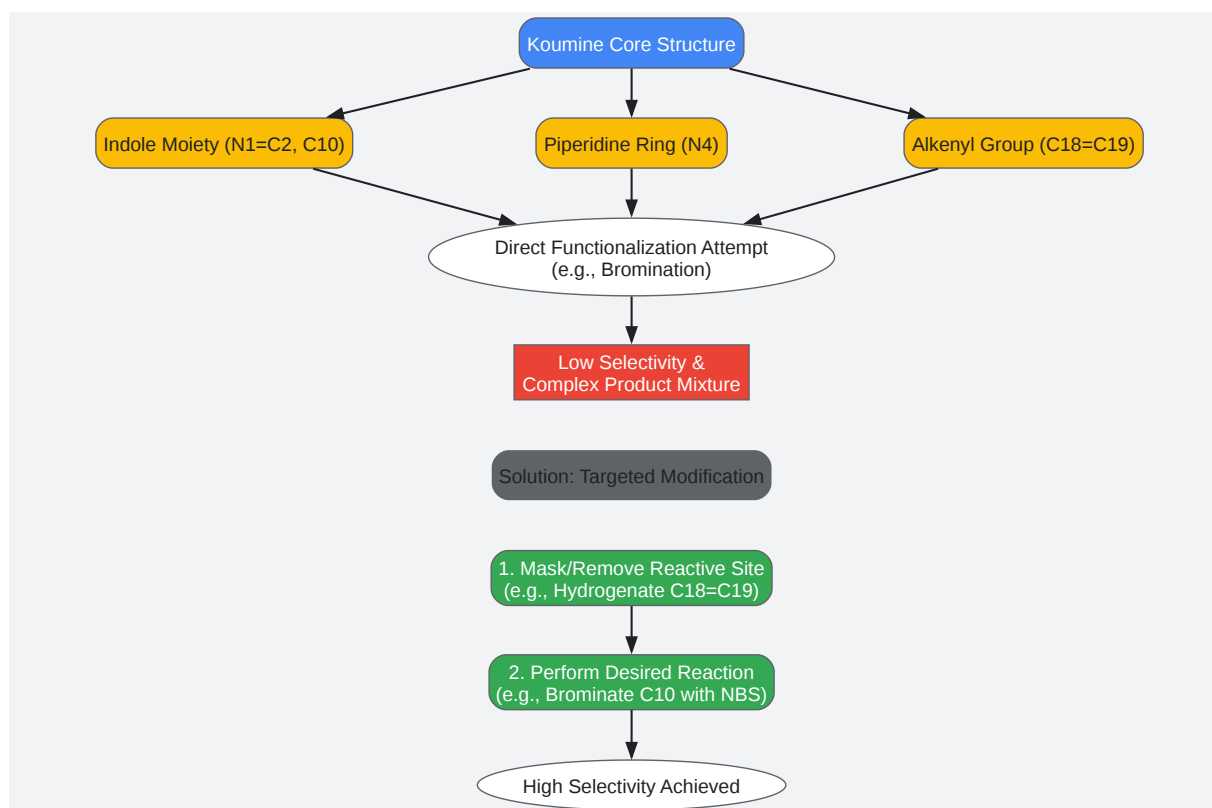 Koumine Core Structure
Indole Moiety (N1=C2, C10)
Piperidine Ring (N4)
Alkenyl Group (C18=C19)
Direct Functionalization Attempt
(e.g., Bromination)
Low Selectivity &
Complex Product Mixture
Solution: Targeted Modification
1. Mask/Remove Reactive Site
(e.g., Hydrogenate C18=C19)
2. Perform Desired Reaction
(e.g., Brominate C10 with NBS)
High Selectivity Achieved